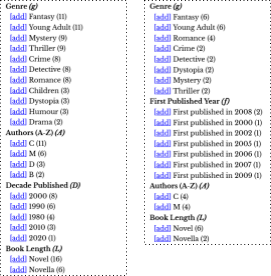 Genre (g)
[add] Fantasy (11)
[add] Young Adult (11)
[add] Mystery (9)
[add] Thriller (9)
[add] Crime (8)
[add] Detective (8)
[add] Romance (8)
[add] Children (3)
[add] Dystopia (3)
[add] Humour (3)
[add] Drama (2)
Authors (A-Z) (A)
[add] C (11)
[add] M (6)
[add] D (3)
[add] B (2)
Decade Published (D)
[add] 2000 (8)
[add] 1990 (6)
[add] 1980 (4)
[add] 2010 (3)
[add] 2020 (1)
Book Length (L)
[add] Novel (16)
[add] Novella (6)
Genre (g)
[add] Fantasy (6)
[add] Young Adult (6)
[add] Romance (4)
[add] Crime (2)
[add] Detective (2)
[add] Dystopia (2)
[add] Mystery (2)
[add] Thriller (2)
First Published Year (f)
[add] First published in 2008 (2)
[add] First published in 2000 (1)
[add] First published in 2002 (1)
[add] First published in 2005 (1)
[add] First published in 2006 (1)
[add] First published in 2007 (1)
[add] First published in 2009 (1)
Authors (A-Z) (A)
[add] C (4)
[add] M (4)
Book Length (L)
[add] Novel (6)
[add] Novella (2)